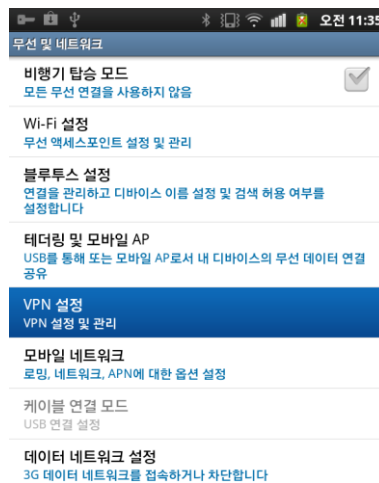 오전 11:35
무선 및 네트워크
비행기 탑승 모드
모든 무선 연결을 사용하지 않음
Wi-Fi 설정
무선 액세스포인트 설정 및 관리
블루투스 설정
연결을 관리하고 디바이스 이름 설정 및 검색 허용 여부를
설정합니다
테더링 및 모바일 AP
USB를 통해 또는 모바일 AP로서 내 디바이스의 무선 데이터 연결
공유
VPN 설정
VPN 설정 및 관리
모바일 네트워크
로밍, 네트워크, APN에 대한 옵션 설정
케이블 연결 모드
USB 연결 설정
데이터 네트워크 설정
3G 데이터 네트워크를 접속하거나 차단합니다